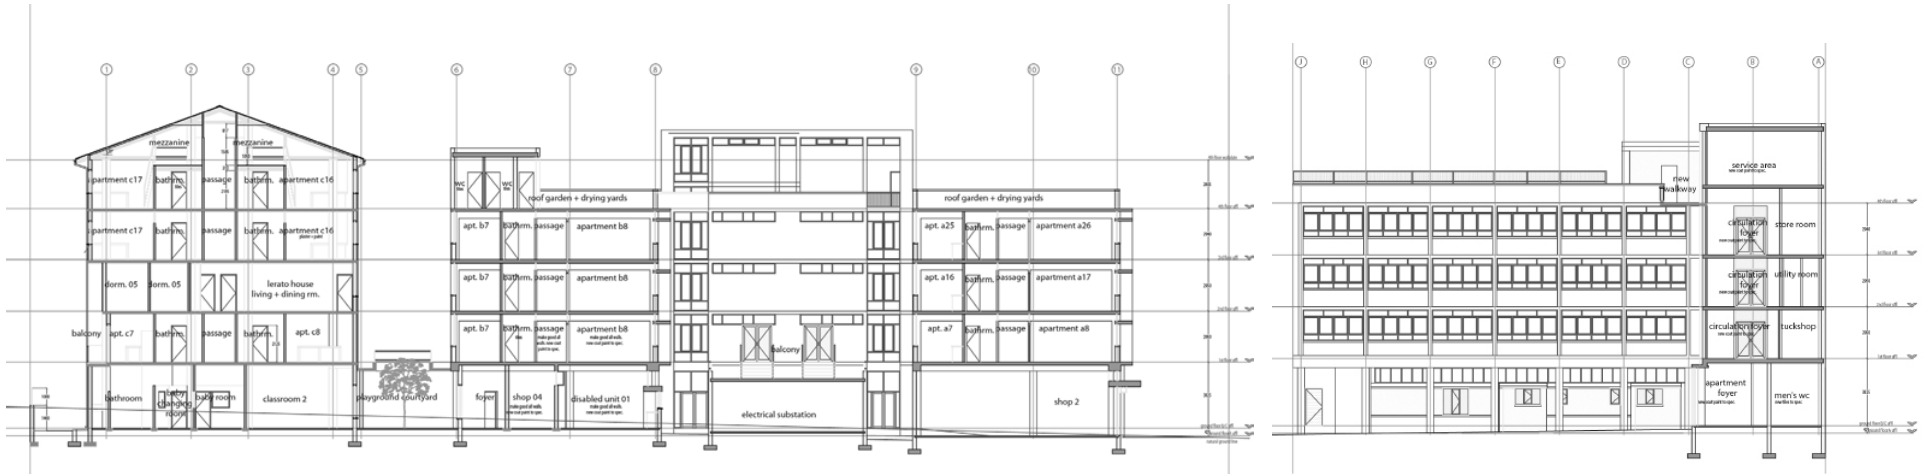 1 2 3 4 5 6 7 8 9 10 11
J H G F E D C B A
mezzanine mezzanine
apartment c17 bathrm. passage bathrm. apartment c16
apartment c17 bathrm. passage bathrm. apartment c16
dorm. 05 dorm. 05
lerato house
living + dining rm.
balcony apt. c7 bathrm. passage bathrm. apt. c8
bathroom
baby
changing
room
baby room
classroom 2
playground courtyard
wc wc
roof garden + drying yards
apt. b7 bathrm. passage apartment b8
apt. b7 bathrm. passage apartment b8
apt. b7 bathrm. passage apartment b8
foyer
shop 04
disabled unit 01
balcony
electrical substation
roof garden + drying yards
apt. a25 bathrm. passage apartment a26
apt. a16 bathrm. passage apartment a17
apt. a7 bathrm. passage apartment a8
shop 2
new
walkway
service area
circulation
foyer
store room
circulation
foyer
utility room
circulation foyer
tuckshop
apartment
foyer
men's wc